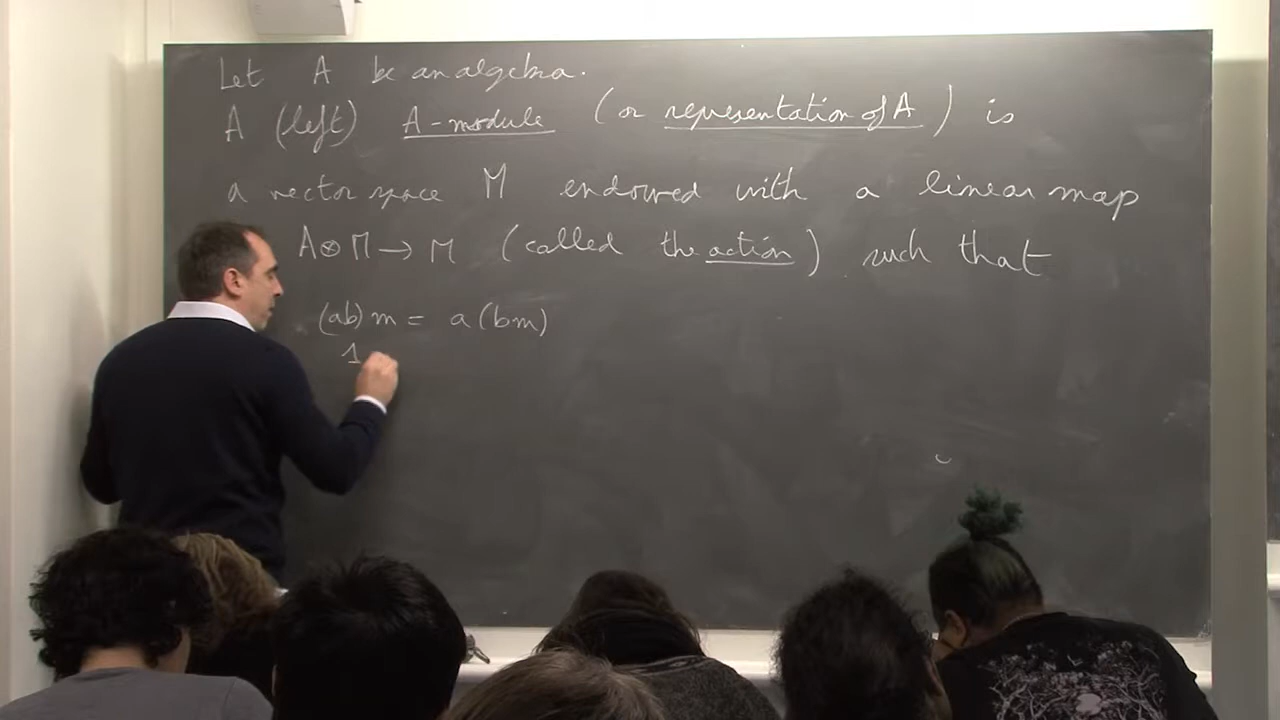 Let A be an algebra.
A (left) A-module (or representation of A) is
a vector space M endowed with a linear map
A⊗M→M (called the action) such that
(ab)m = a(bm)
1